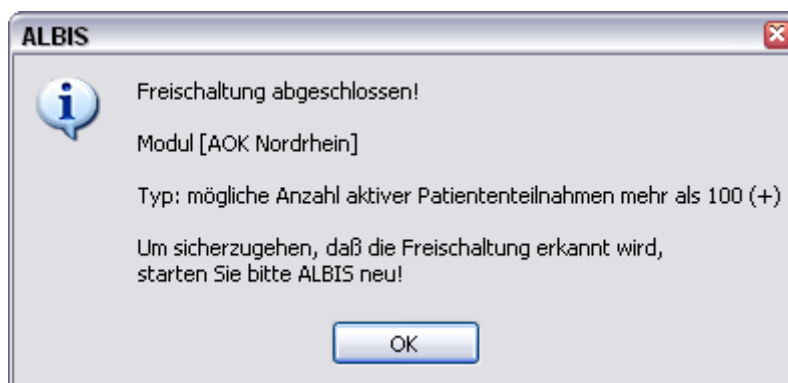 ALBIS
Freischaltung abgeschlossen!
Modul [AOK Nordrhein]
Typ: mögliche Anzahl aktiver Patiententeilnahmen mehr als 100 (+)
Um sicherzugehen, daß die Freischaltung erkannt wird,
starten Sie bitte ALBIS neu!
OK